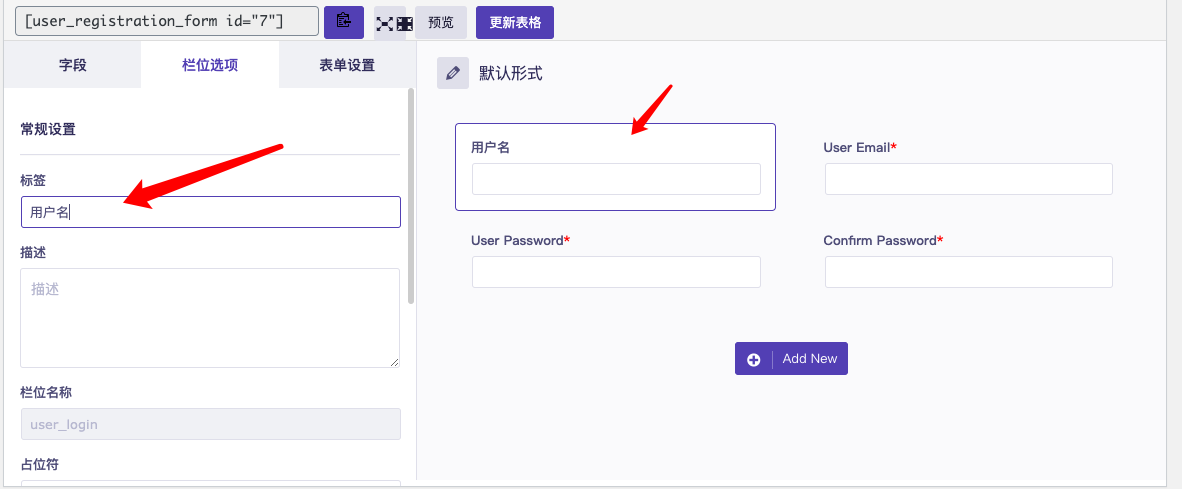 [user_registration_form id="7"]
预览
更新表格
字段
栏位选项
表单设置
默认形式
常规设置
标签
用户名
描述
描述
栏位名称
user_login
占位符
用户名
User Email*
User Password*
Confirm Password*
Add New